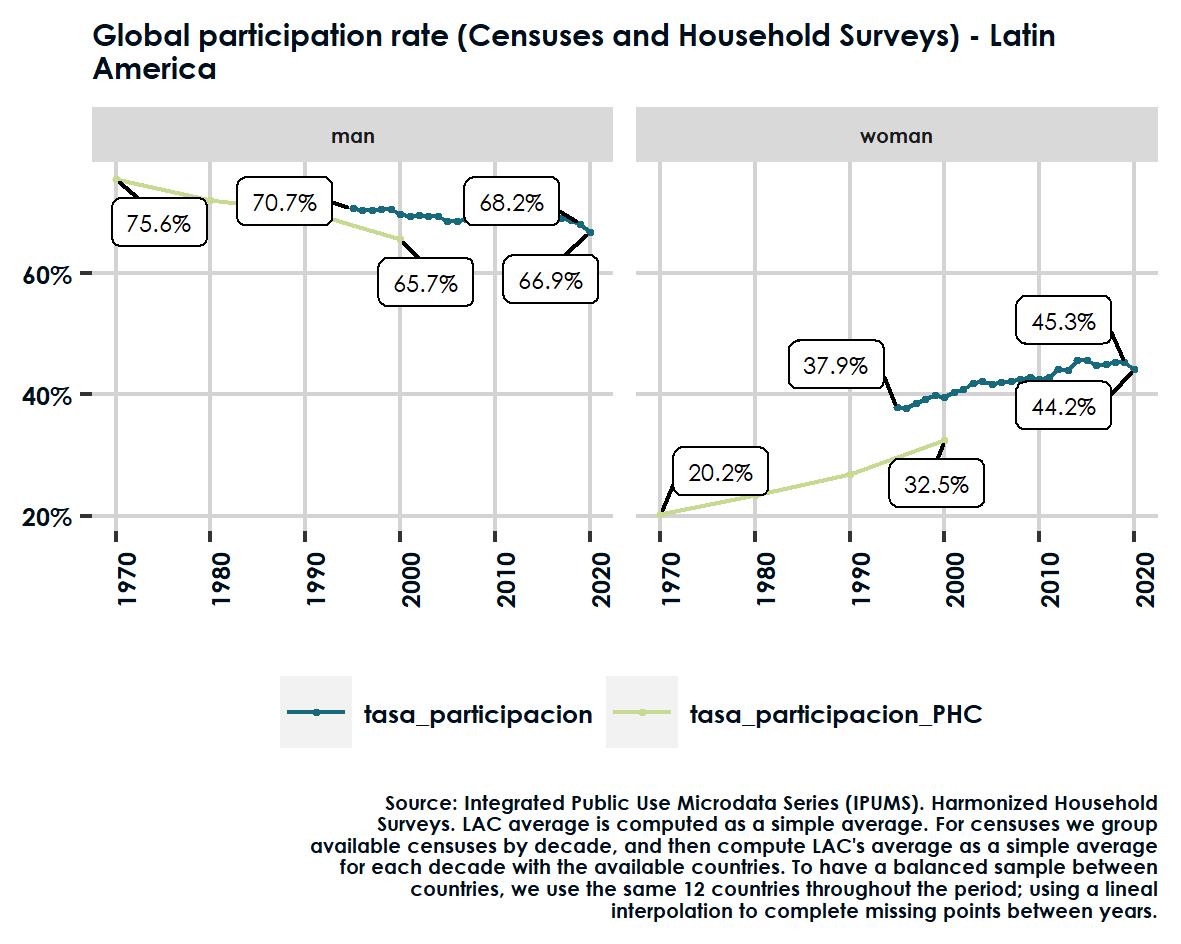 Global participation rate (Censuses and Household Surveys) - Latin
America
man
woman
75.6%
70.7%
65.7%
68.2%
66.9%
20.2%
37.9%
32.5%
45.3%
44.2%
60%
40%
20%
1970
1980
1990
2000
2010
2020
1970
1980
1990
2000
2010
2020
tasa_participacion
tasa_participacion_PHC
Source: Integrated Public Use Microdata Series (IPUMS). Harmonized Household
Surveys. LAC average is computed as a simple average. For censuses we group
available censuses by decade, and then compute LAC's average as a simple average
for each decade with the available countries. To have a balanced sample between
countries, we use the same 12 countries throughout the period; using a lineal
interpolation to complete missing points between years.